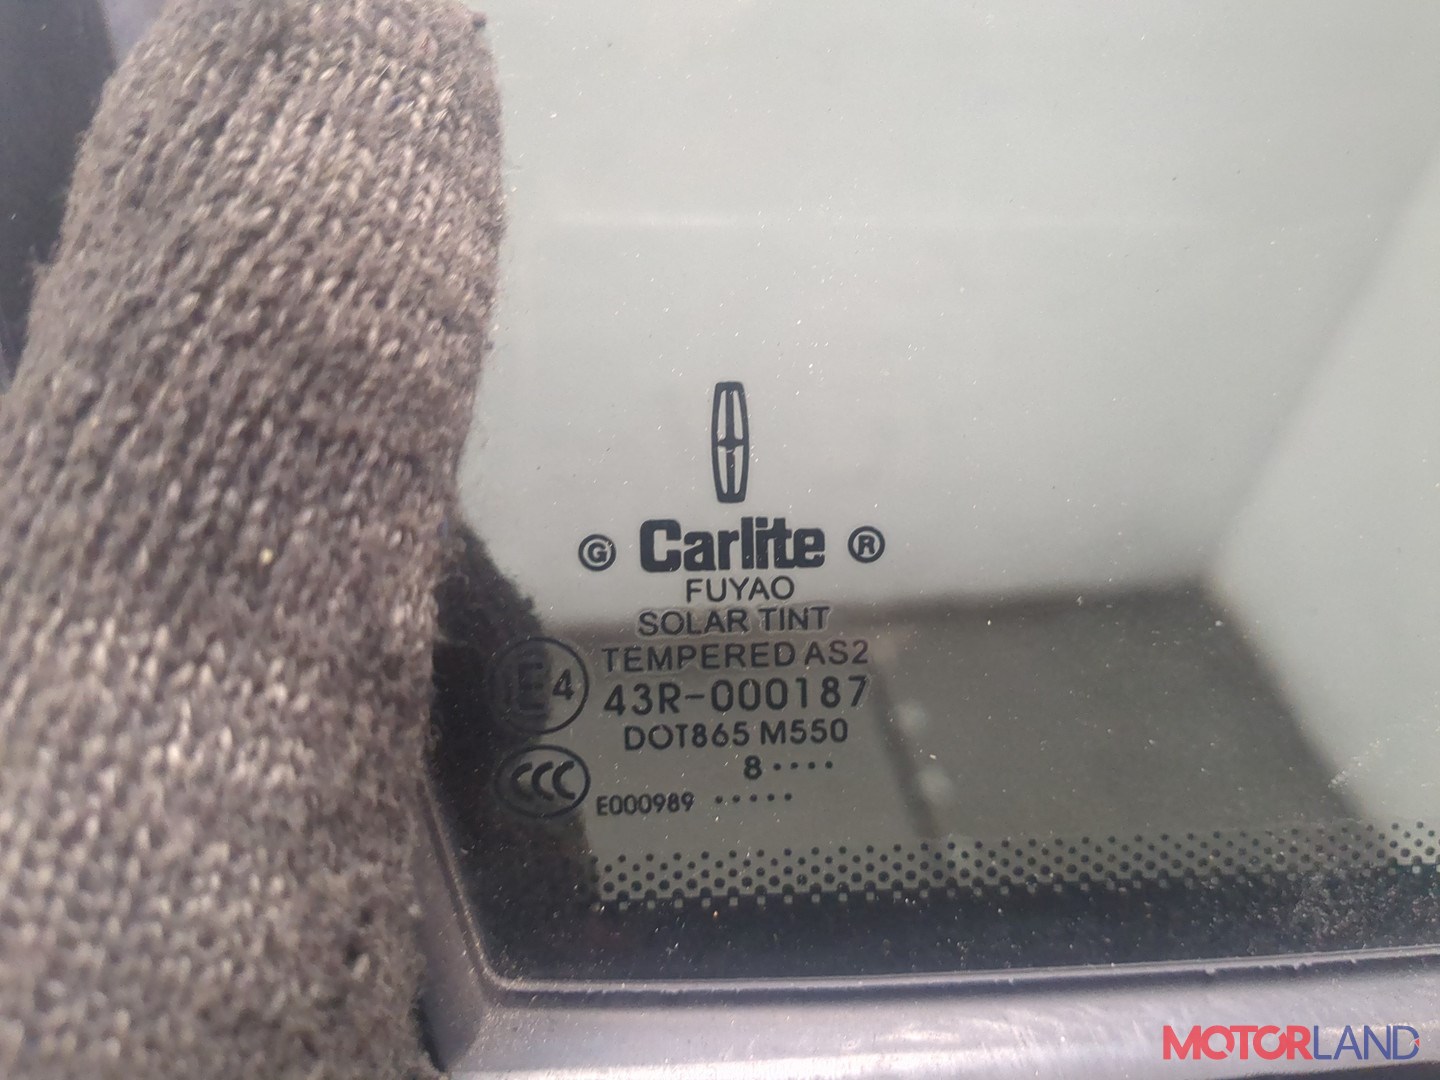 G Carlite ®
FUYAO
SOLAR TINT
TEMPERED AS2
E4 43R-000187
DOT865 M550
8····
CCC E000989 ·····
MOTORLAND